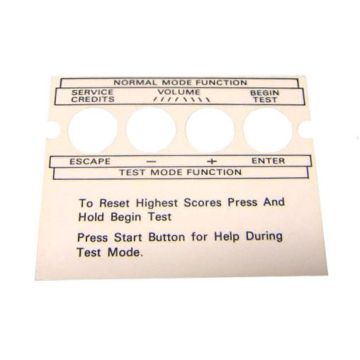 NORMAL MODE FUNCTION
SERVICE VOLUME BEGIN
CREDITS TEST
ESCAPE − + ENTER
TEST MODE FUNCTION
To Reset Highest Scores Press And
Hold Begin Test
Press Start Button for Help During
Test Mode.